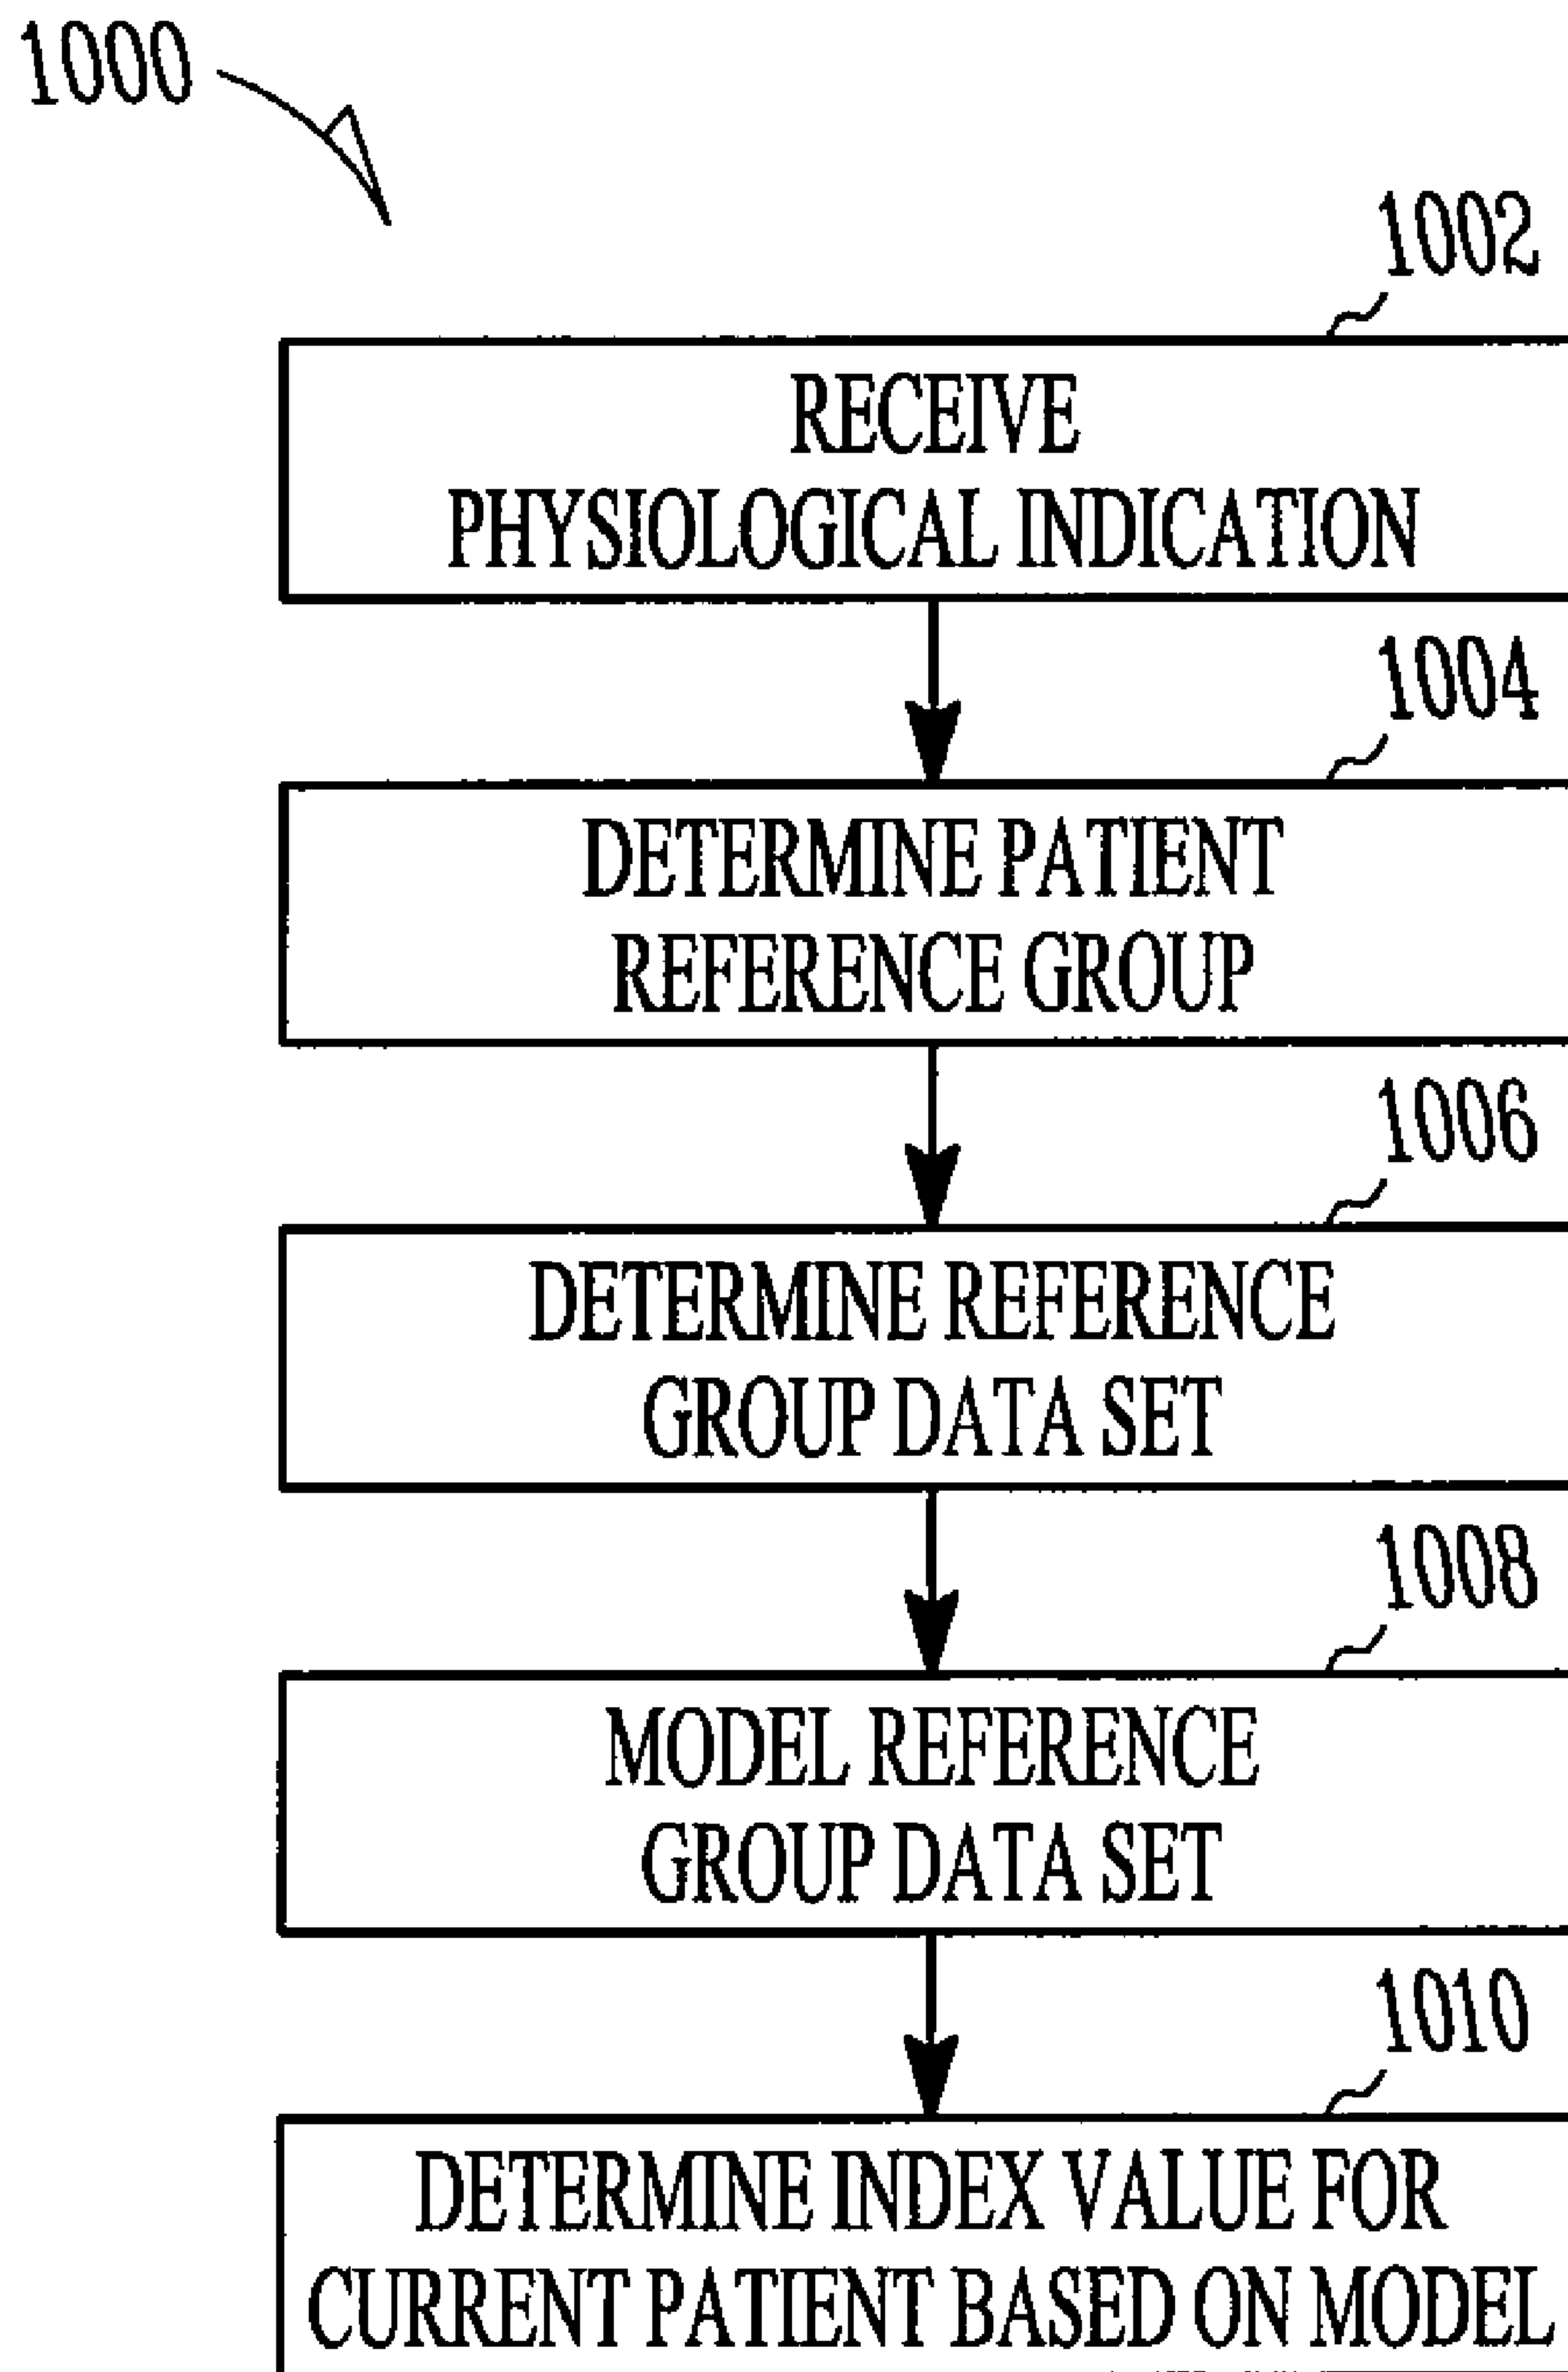 1000
1002
RECEIVE
PHYSIOLOGICAL INDICATION
1004
DETERMINE PATIENT
REFERENCE GROUP
1006
DETERMINE REFERENCE
GROUP DATA SET
1008
MODEL REFERENCE
GROUP DATA SET
1010
DETERMINE INDEX VALUE FOR
CURRENT PATIENT BASED ON MODEL